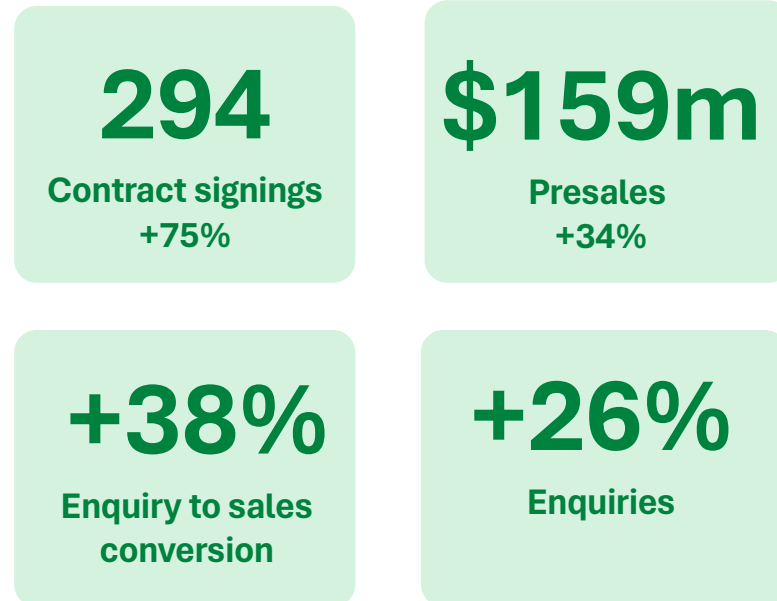 294
Contract signings
+75%
$159m
Presales
+34%
+38%
Enquiry to sales
conversion
+26%
Enquiries